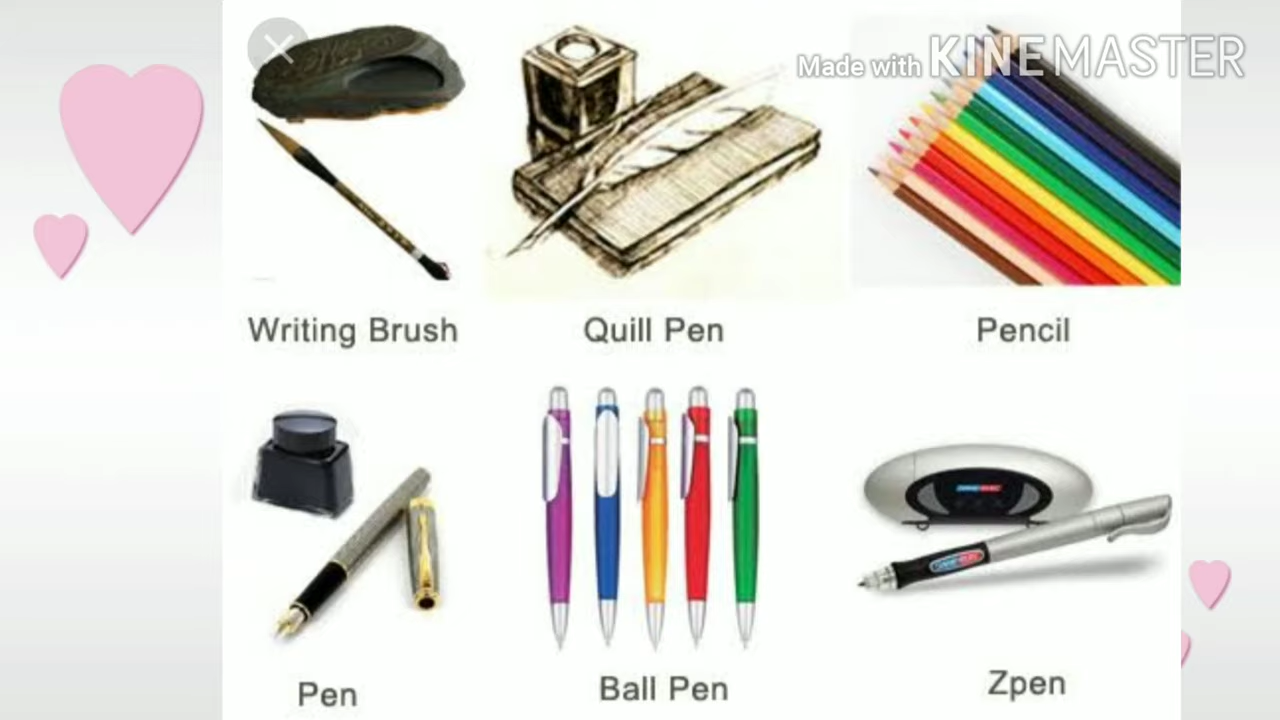 Made with KINEMASTER
Writing Brush
Quill Pen
Pencil
Pen
Ball Pen
Zpen